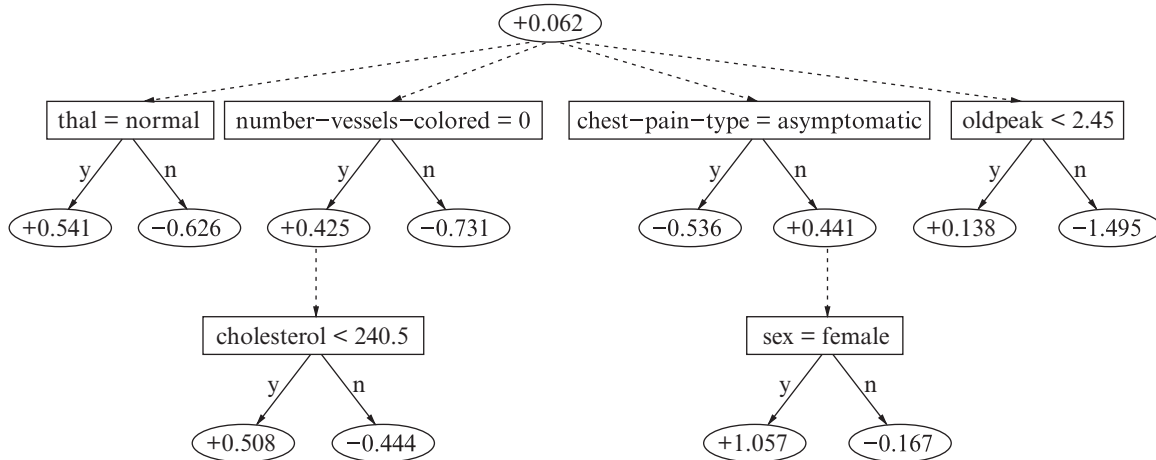 +0.062
thal = normal number−vessels−colored = 0 chest−pain−type = asymptomatic oldpeak < 2.45
y n y n y n y n
+0.541 −0.626 +0.425 −0.731 −0.536 +0.441 +0.138 −1.495
cholesterol < 240.5 sex = female
y n y n
+0.508 −0.444 +1.057 −0.167